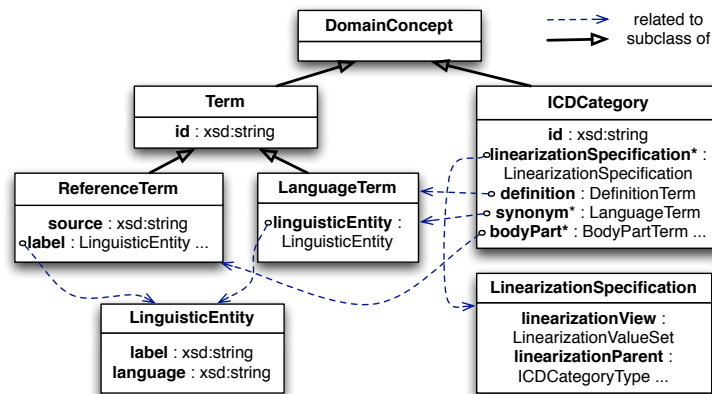 DomainConcept
related to
subclass of
Term
id : xsd:string
ICDCategory
id : xsd:string
linearizationSpecification* :
LinearizationSpecification
definition : DefinitionTerm
synonym* : LanguageTerm
bodyPart* : BodyPartTerm ...
ReferenceTerm
source : xsd:string
label : LinguisticEntity ...
LanguageTerm
linguisticEntity :
LinguisticEntity
LinearizationSpecification
linearizationView :
LinearizationValueSet
linearizationParent :
ICDCategoryType ...
LinguisticEntity
label : xsd:string
language : xsd:string